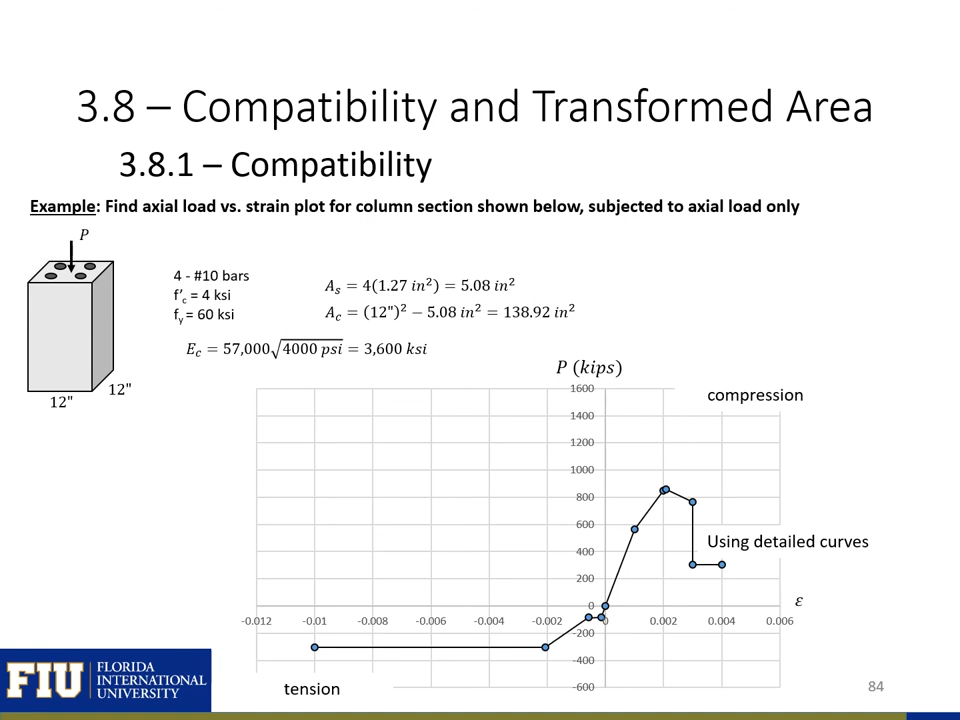 3.8 – Compatibility and Transformed Area
3.8.1 – Compatibility
Example: Find axial load vs. strain plot for column section shown below, subjected to axial load only
P
4 - #10 bars
f'c = 4 ksi
fy = 60 ksi
A_s = 4(1.27 in²) = 5.08 in²
A_c = (12")² − 5.08 in² = 138.92 in²
E_c = 57,000√4000 psi = 3,600 ksi
12"
12"
P (kips)
1600
compression
1400
1200
1000
800
600
Using detailed curves
400
200
0
ε
-0.012 -0.01 -0.008 -0.006 -0.004 -0.002 0 0.002 0.004 0.006
-200
-400
-600
tension
FIU
FLORIDA
INTERNATIONAL
UNIVERSITY
84